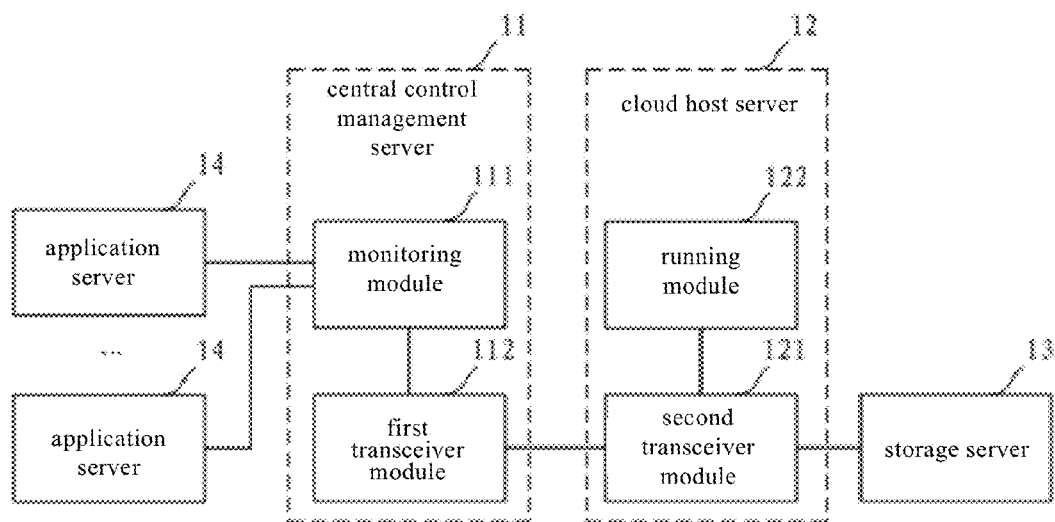 11
12
central control
management
server
cloud host server
14
111
122
application
server
monitoring
module
running
module
...
14
112
121
13
application
server
first
transceiver
module
second
transceiver
module
storage server